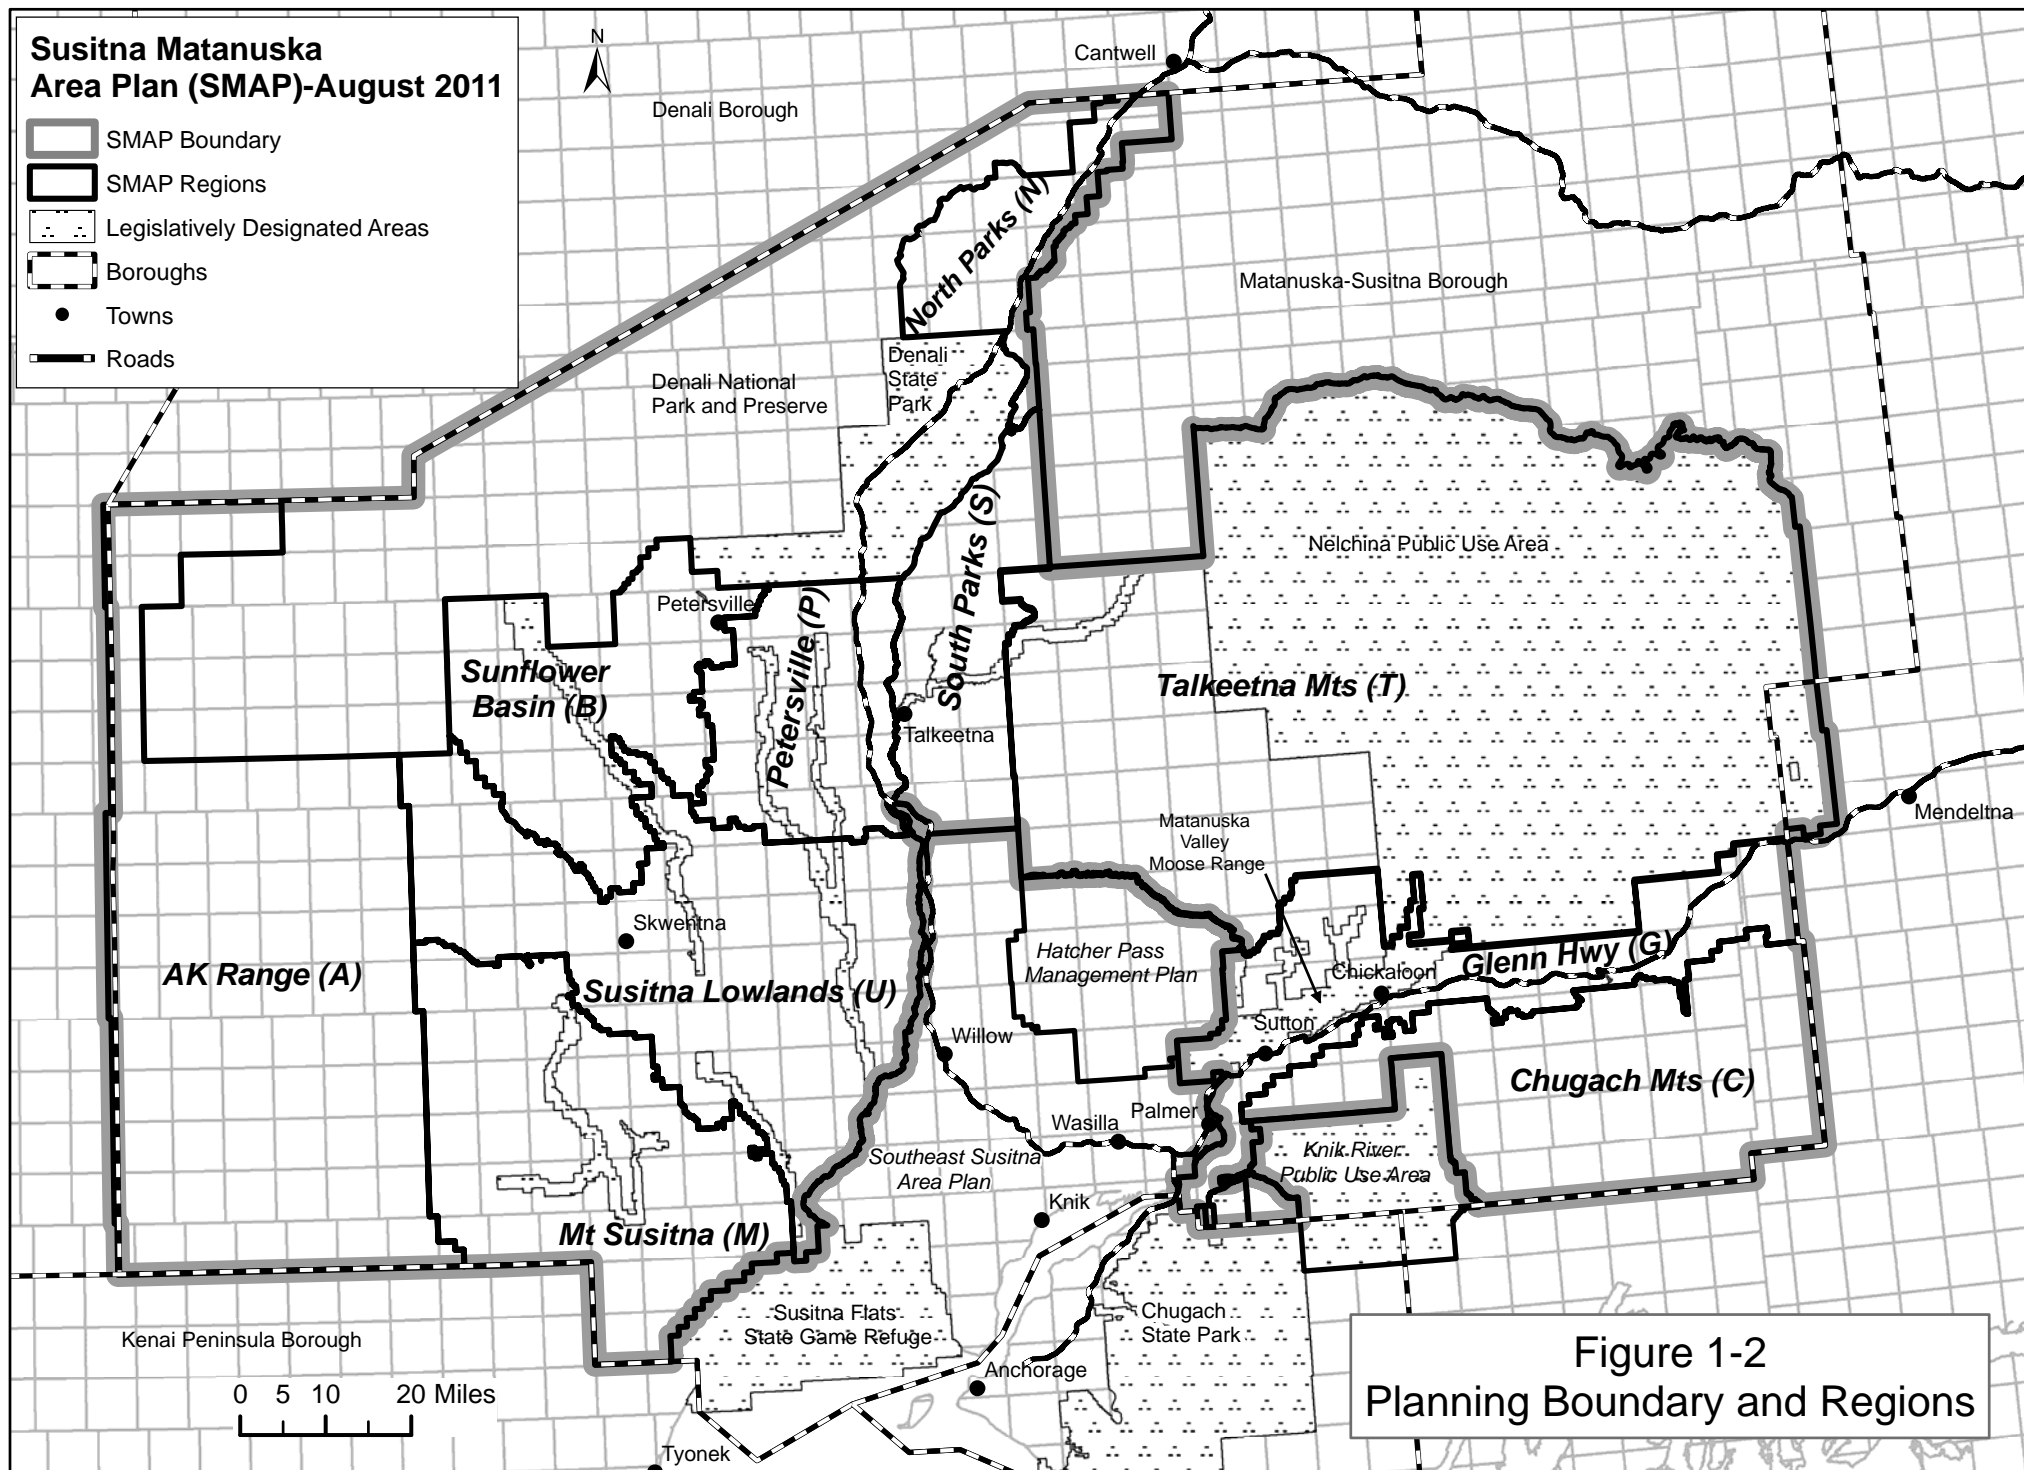 Susitna Matanuska
Area Plan (SMAP)-August 2011
SMAP Boundary
SMAP Regions
Legislatively Designated Areas
Boroughs
Towns
Roads
N
Cantwell
Denali Borough
North Parks (N)
Matanuska-Susitna Borough
Denali
State
Park
Denali National
Park and Preserve
South Parks (S)
Nelchina Public Use Area
Petersville
Petersville (P)
Sunflower
Basin (B)
Talkeetna Mts (T)
Talkeetna
Mendeltna
Matanuska
Valley
Moose Range
Skwentna
Hatcher Pass
Management Plan
Glenn Hwy (G)
Chickaloon
AK Range (A)
Susitna Lowlands (U)
Willow
Sutton
Chugach Mts (C)
Palmer
Wasilla
Southeast Susitna
Area Plan
Knik River
Public Use Area
Knik
Mt Susitna (M)
Susitna Flats
State Game Refuge
Chugach
State Park
Kenai Peninsula Borough
Anchorage
0 5 10 20 Miles
Tyonek
Figure 1-2
Planning Boundary and Regions